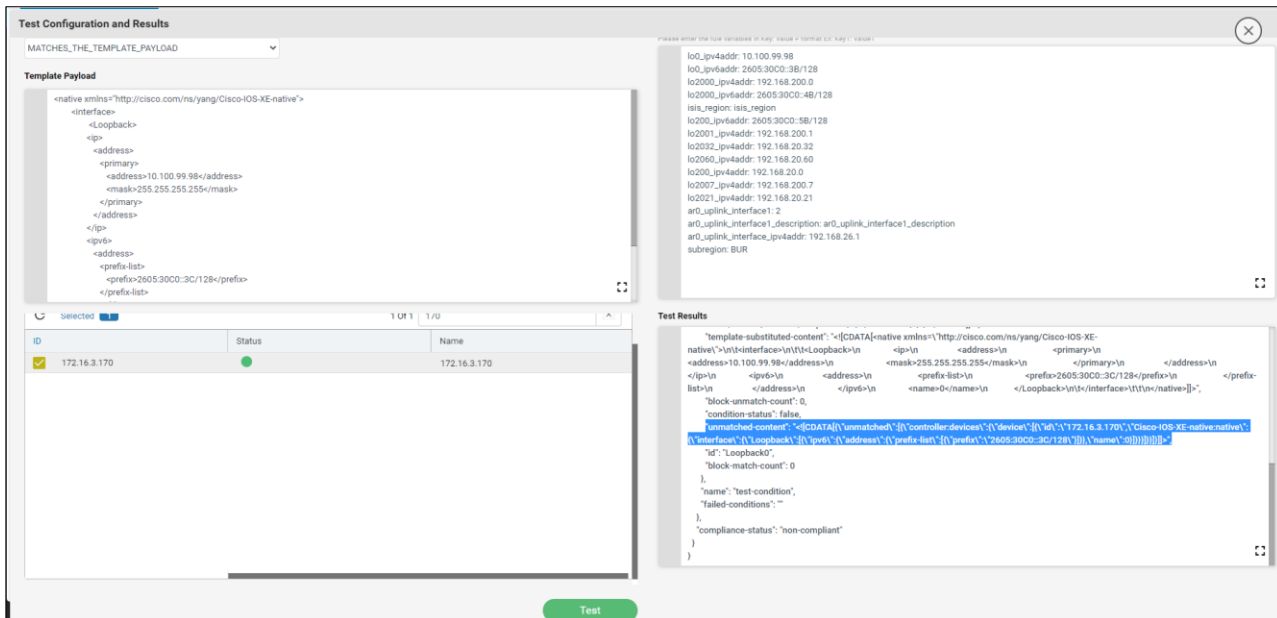 Test Configuration and Results
MATCHES_THE_TEMPLATE_PAYLOAD
Template Payload
<native xmlns="http://cisco.com/ns/yang/Cisco-IOS-XE-native">
<interface>
<Loopback>
<ip>
<address>
<primary>
<address>10.100.99.98</address>
<mask>255.255.255.255</mask>
</primary>
</address>
</ip>
<ipv6>
<address>
<prefix-list>
<prefix>2605:30C0::3C/128</prefix>
</prefix-list>
Please enter the rule variables in Key: Value
lo0_ipv4addr: 10.100.99.98
lo0_ipv6addr: 2605:30C0::3B/128
lo2000_ipv4addr: 192.168.200.0
lo2000_ipv6addr: 2605:30C0::4B/128
isis_region: isis_region
lo200_ipv6addr: 2605:30C0::5B/128
lo2001_ipv4addr: 192.168.200.1
lo2032_ipv4addr: 192.168.20.32
lo2060_ipv4addr: 192.168.20.60
lo200_ipv4addr: 192.168.20.0
lo2007_ipv4addr: 192.168.200.7
lo2021_ipv4addr: 192.168.20.21
ar0_uplink_interface1: 2
ar0_uplink_interface1_description: ar0_uplink_interface1_description
ar0_uplink_interface_ipv4addr: 192.168.26.1
subregion: BUR
Selected 1 1 of 1 170
ID Status Name
172.16.3.170 172.16.3.170
Test Results
"template-substituted-content": "<![CDATA[<native xmlns=\"http://cisco.com/ns/yang/Cisco-IOS-XE-
native\">\n\t<interface>\n\t\t<Loopback>\n <ip>\n <address>\n <primary>\n
<address>10.100.99.98</address>\n <mask>255.255.255.255</mask>\n </primary>\n </address>\n
</ip>\n <ipv6>\n <address>\n <prefix-list>\n <prefix>2605:30C0::3C/128</prefix>\n </prefix-
list>\n </address>\n </ipv6>\n <name>0</name>\n </Loopback>\n\t</interface>\t\t\n</native>]]>",
"block-unmatch-count": 0,
"condition-status": false,
"unmatched-content": "<![CDATA[{\"unmatched\":[{\"controller:devices\":{\"device\":[{\"id\":\"172.16.3.170\",\"Cisco-IOS-XE-native:native\":
{\"interface\":{\"Loopback\":[{\"ipv6\":{\"address\":{\"prefix-list\":[{\"prefix\":\"2605:30C0::3C/128\"}]}},\"name\":0}]}}]}}]}]]>",
"id": "Loopback0",
"block-match-count": 0
},
"name": "test-condition",
"failed-conditions": ""
},
"compliance-status": "non-compliant"
}
}
Test